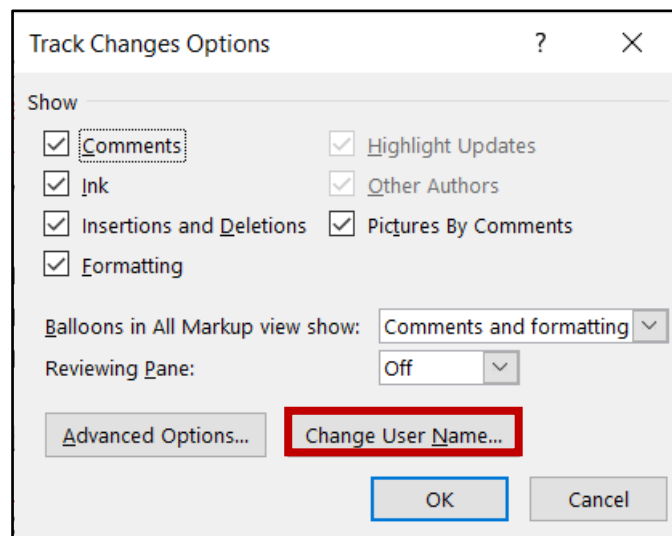 Track Changes Options ?
Show
Comments Highlight Updates
Ink Other Authors
Insertions and Deletions Pictures By Comments
Formatting
Balloons in All Markup view show: Comments and formatting
Reviewing Pane: Off
Advanced Options... Change User Name...
OK Cancel